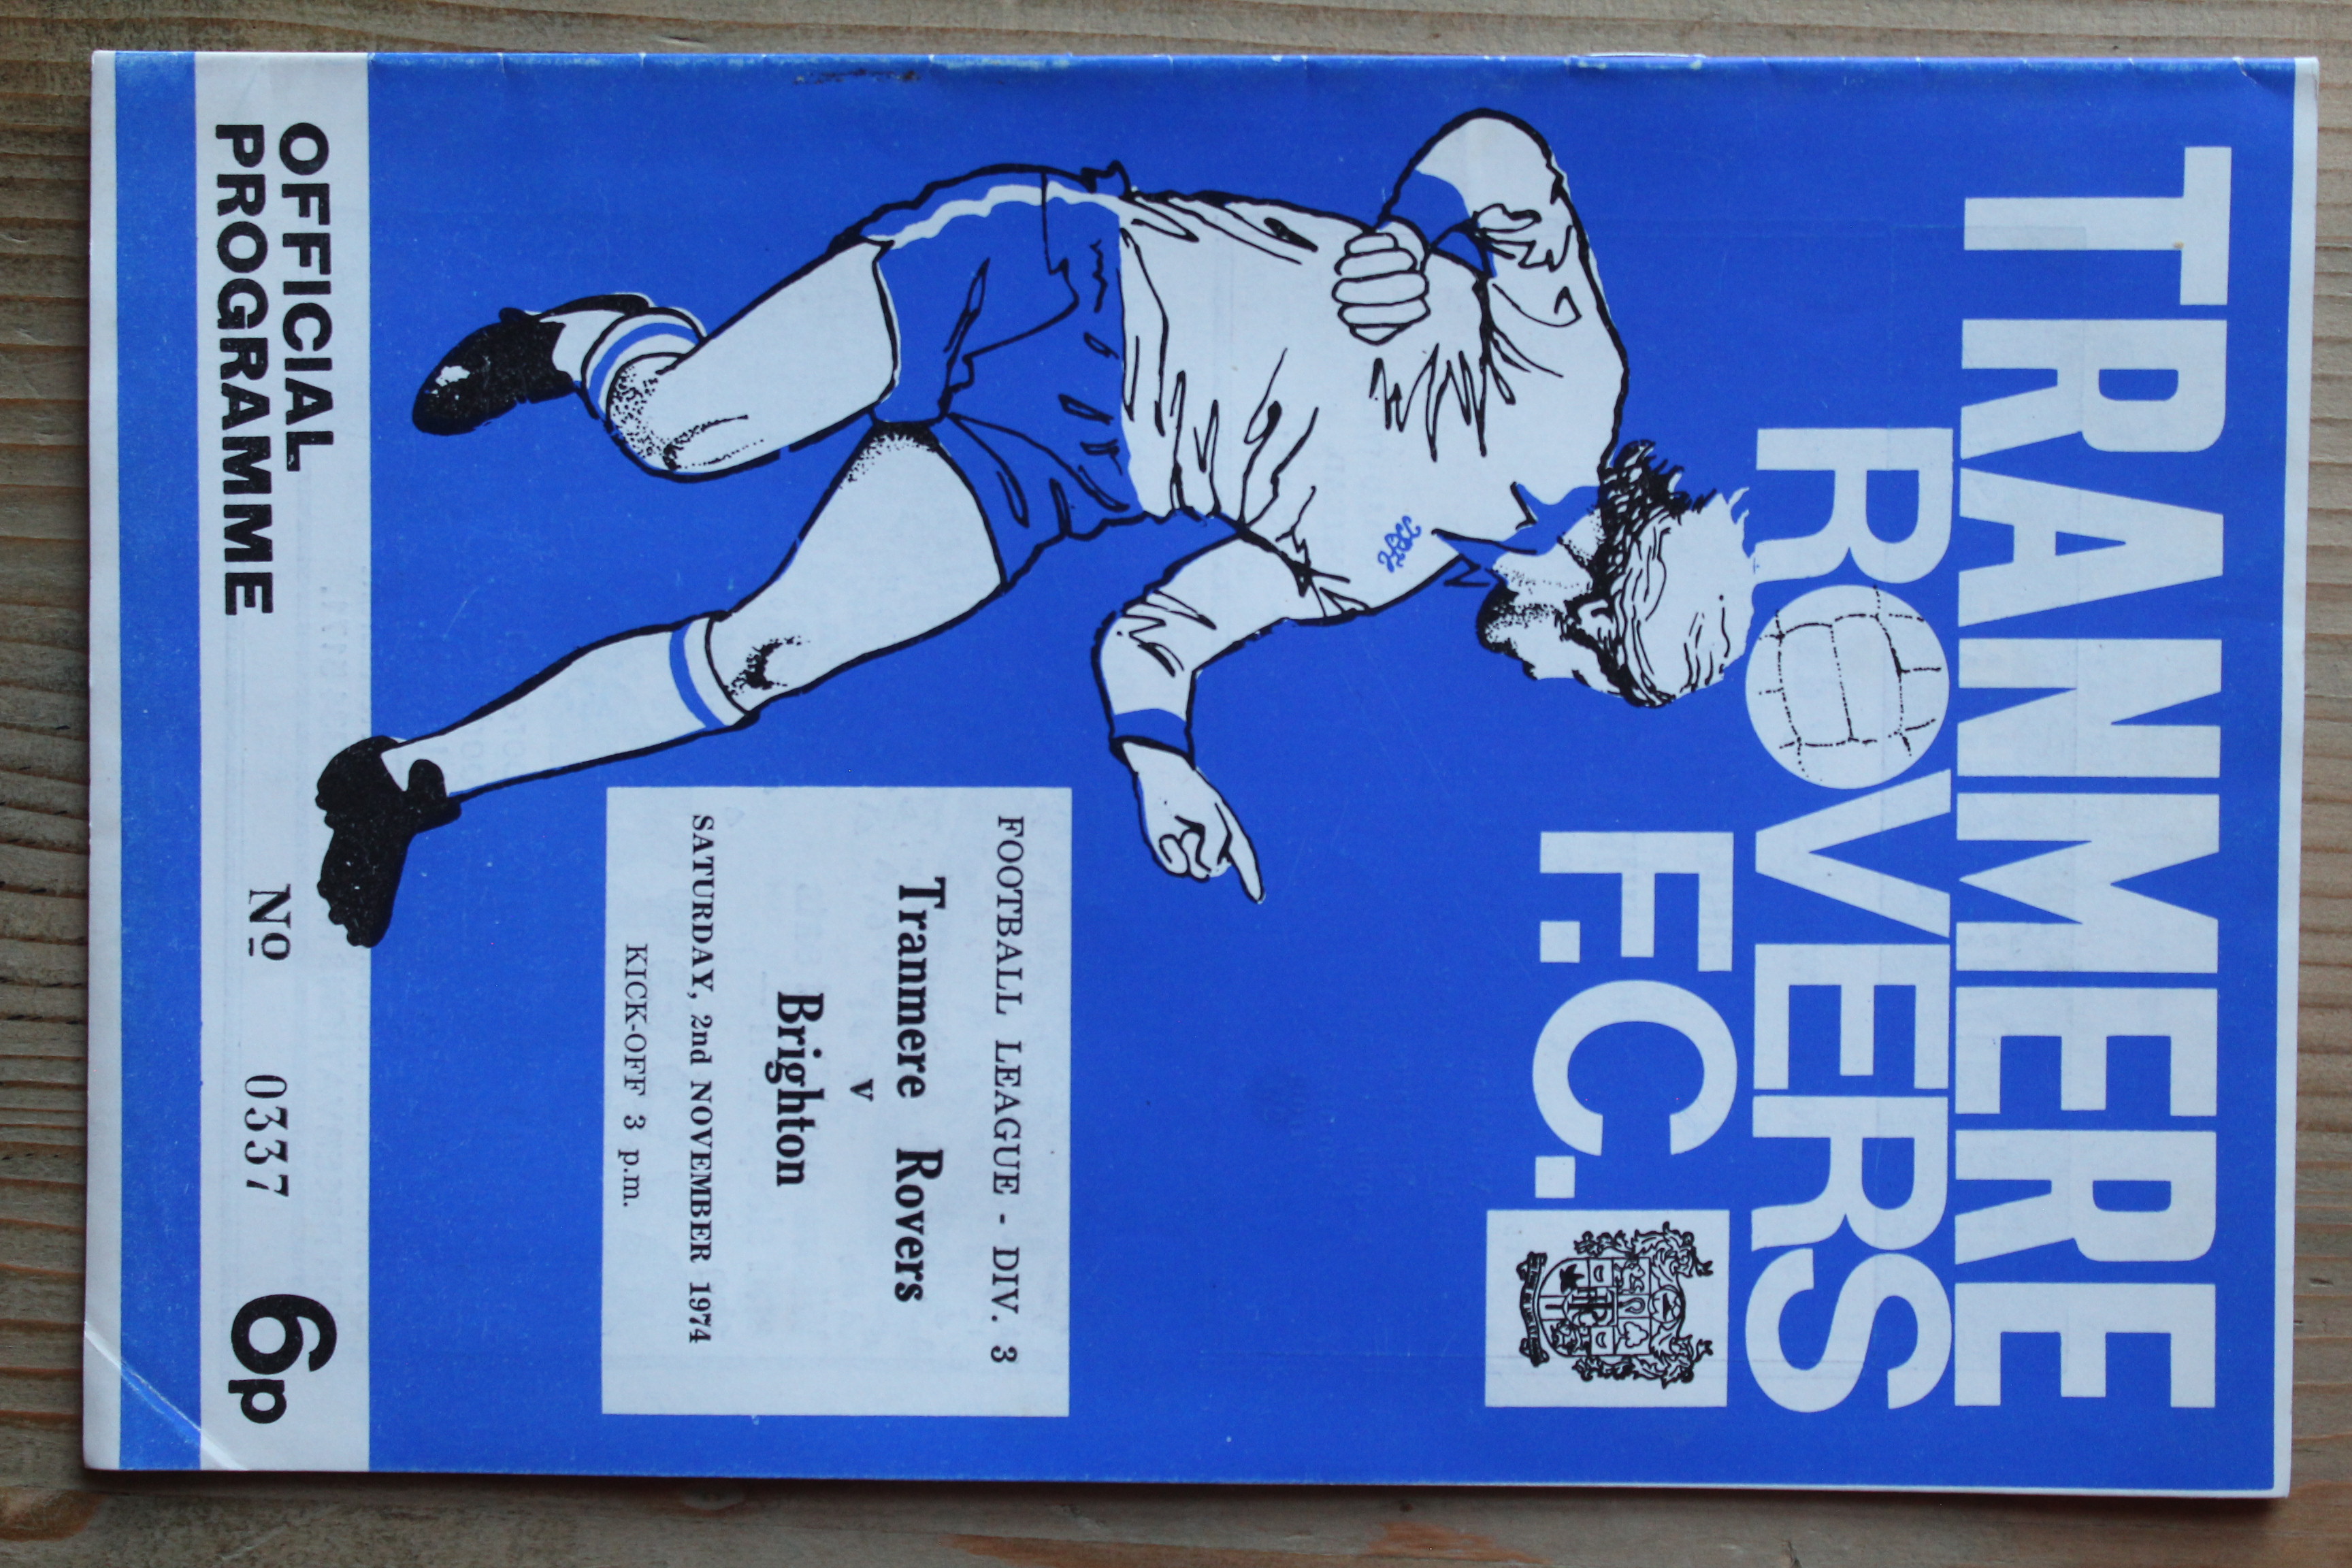 TRANMERE
ROVERS
F.C.
FOOTBALL LEAGUE - DIV. 3
Tranmere Rovers
v
Brighton
SATURDAY, 2nd NOVEMBER 1974
KICK-OFF 3 p.m.
OFFICIAL
PROGRAMME
Nº 0337
6p